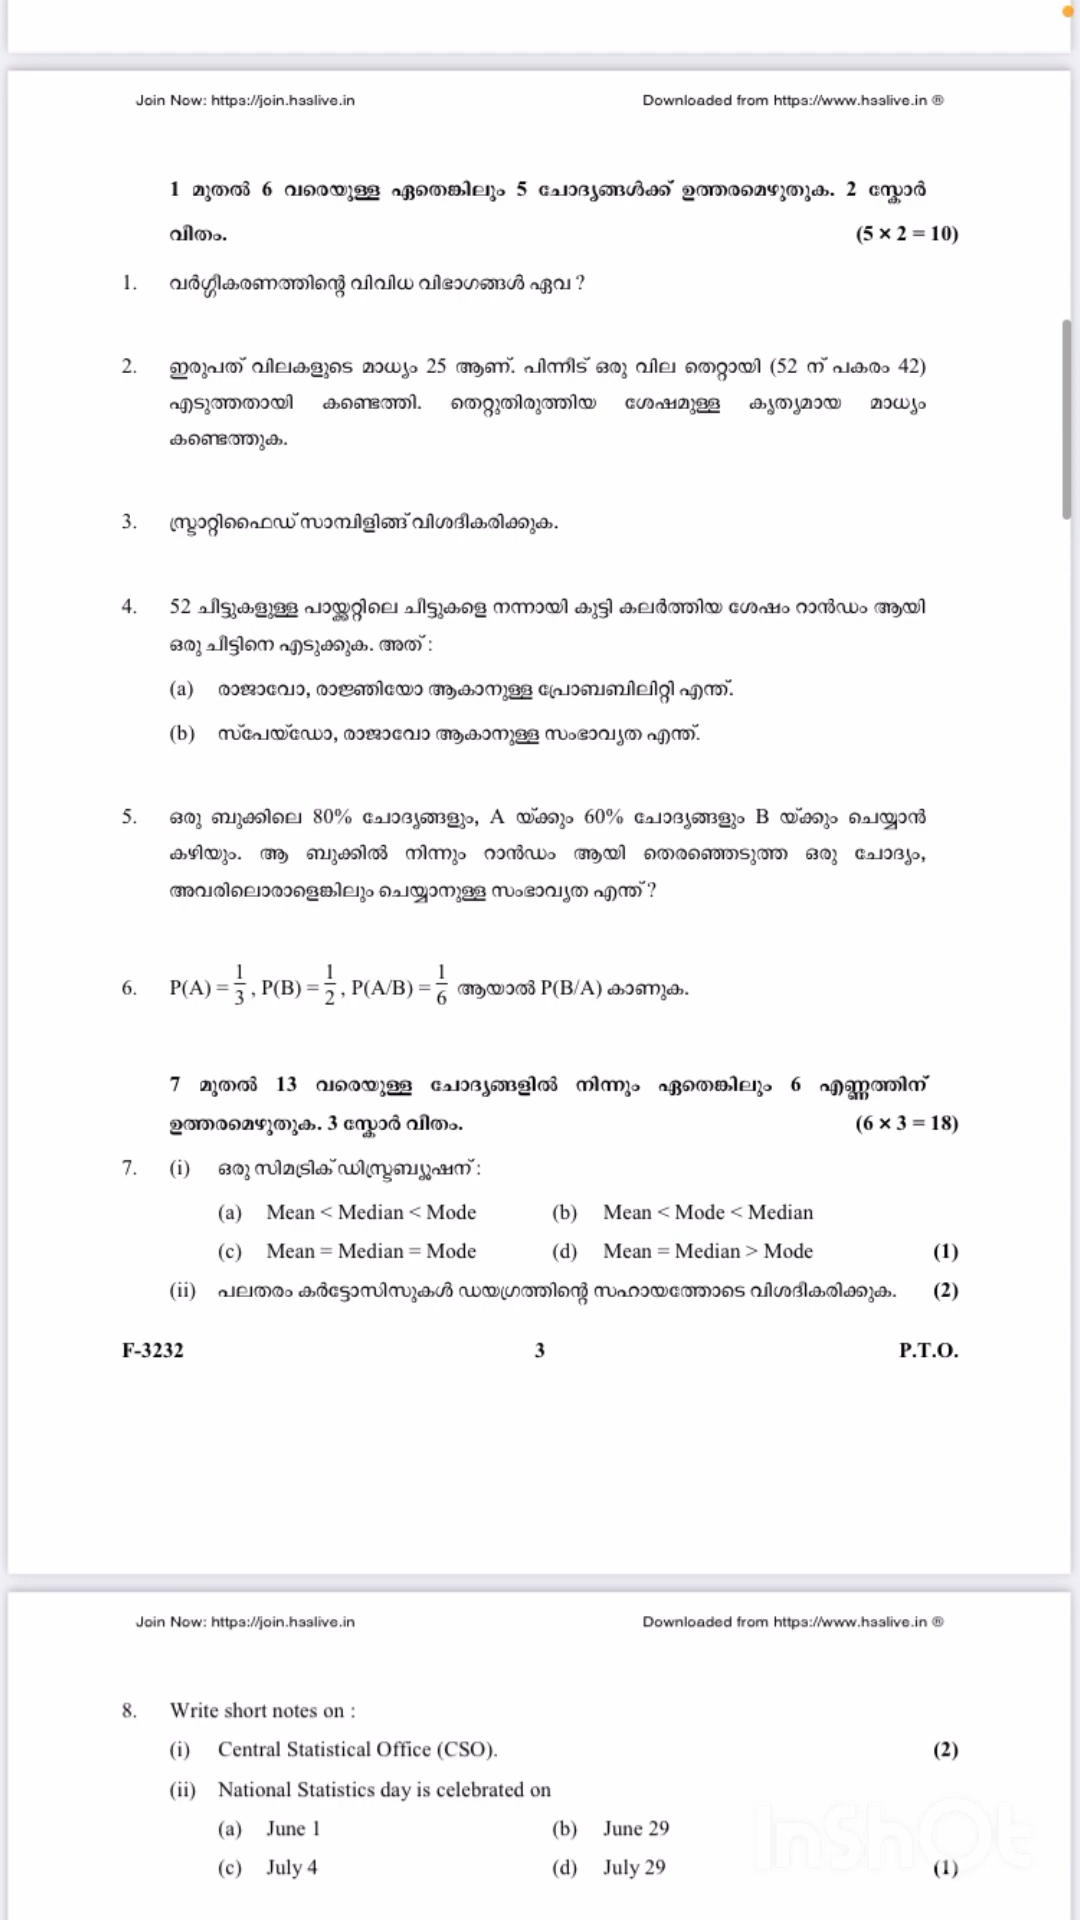 Join Now: https://join.hsslive.in Downloaded from https://www.hsslive.in ®
1 മുതൽ 6 വരെയുള്ള ഏതെങ്കിലും 5 ചോദ്യങ്ങൾക്ക് ഉത്തരമെഴുതുക. 2 സ്കോർ
വീതം. (5 × 2 = 10)
1. വർഗ്ഗീകരണത്തിന്റെ വിവിധ വിഭാഗങ്ങൾ ഏവ ?
2. ഇരുപത് വിലകളുടെ മാധ്യം 25 ആണ്. പിന്നീട് ഒരു വില തെറ്റായി (52 ന് പകരം 42)
എടുത്തതായി കണ്ടെത്തി. തെറ്റുതിരുത്തിയ ശേഷമുള്ള കൃത്യമായ മാധ്യം
കണ്ടെത്തുക.
3. സ്ട്രാറ്റിഫൈഡ് സാമ്പിളിങ്ങ് വിശദീകരിക്കുക.
4. 52 ചീട്ടുകളുള്ള പായ്ക്കറ്റിലെ ചീട്ടുകളെ നന്നായി കുട്ടി കലർത്തിയ ശേഷം റാൻഡം ആയി
ഒരു ചീട്ടിനെ എടുക്കുക. അത് :
(a) രാജാവോ, രാജ്ഞിയോ ആകാനുള്ള പ്രോബബിലിറ്റി എന്ത്.
(b) സ്പേയ്ഡോ, രാജാവോ ആകാനുള്ള സംഭാവ്യത എന്ത്.
5. ഒരു ബുക്കിലെ 80% ചോദ്യങ്ങളും, A യ്ക്കും 60% ചോദ്യങ്ങളും B യ്ക്കും ചെയ്യാൻ
കഴിയും. ആ ബുക്കിൽ നിന്നും റാൻഡം ആയി തെരഞ്ഞെടുത്ത ഒരു ചോദ്യം,
അവരിലൊരാളെങ്കിലും ചെയ്യാനുള്ള സംഭാവ്യത എന്ത് ?
6. P(A) = 1/3, P(B) = 1/2, P(A/B) = 1/6 ആയാൽ P(B/A) കാണുക.
7 മുതൽ 13 വരെയുള്ള ചോദ്യങ്ങളിൽ നിന്നും ഏതെങ്കിലും 6 എണ്ണത്തിന്
ഉത്തരമെഴുതുക. 3 സ്കോർ വീതം. (6 × 3 = 18)
7. (i) ഒരു സിമട്രിക് ഡിസ്ട്രബ്യൂഷന് :
(a) Mean < Median < Mode (b) Mean < Mode < Median
(c) Mean = Median = Mode (d) Mean = Median > Mode (1)
(ii) പലതരം കർട്ടോസിസുകൾ ഡയഗ്രത്തിന്റെ സഹായത്തോടെ വിശദീകരിക്കുക. (2)
F-3232 3 P.T.O.
Join Now: https://join.hsslive.in Downloaded from https://www.hsslive.in ®
8. Write short notes on :
(i) Central Statistical Office (CSO). (2)
(ii) National Statistics day is celebrated on
(a) June 1 (b) June 29
(c) July 4 (d) July 29 (1)
InShOt